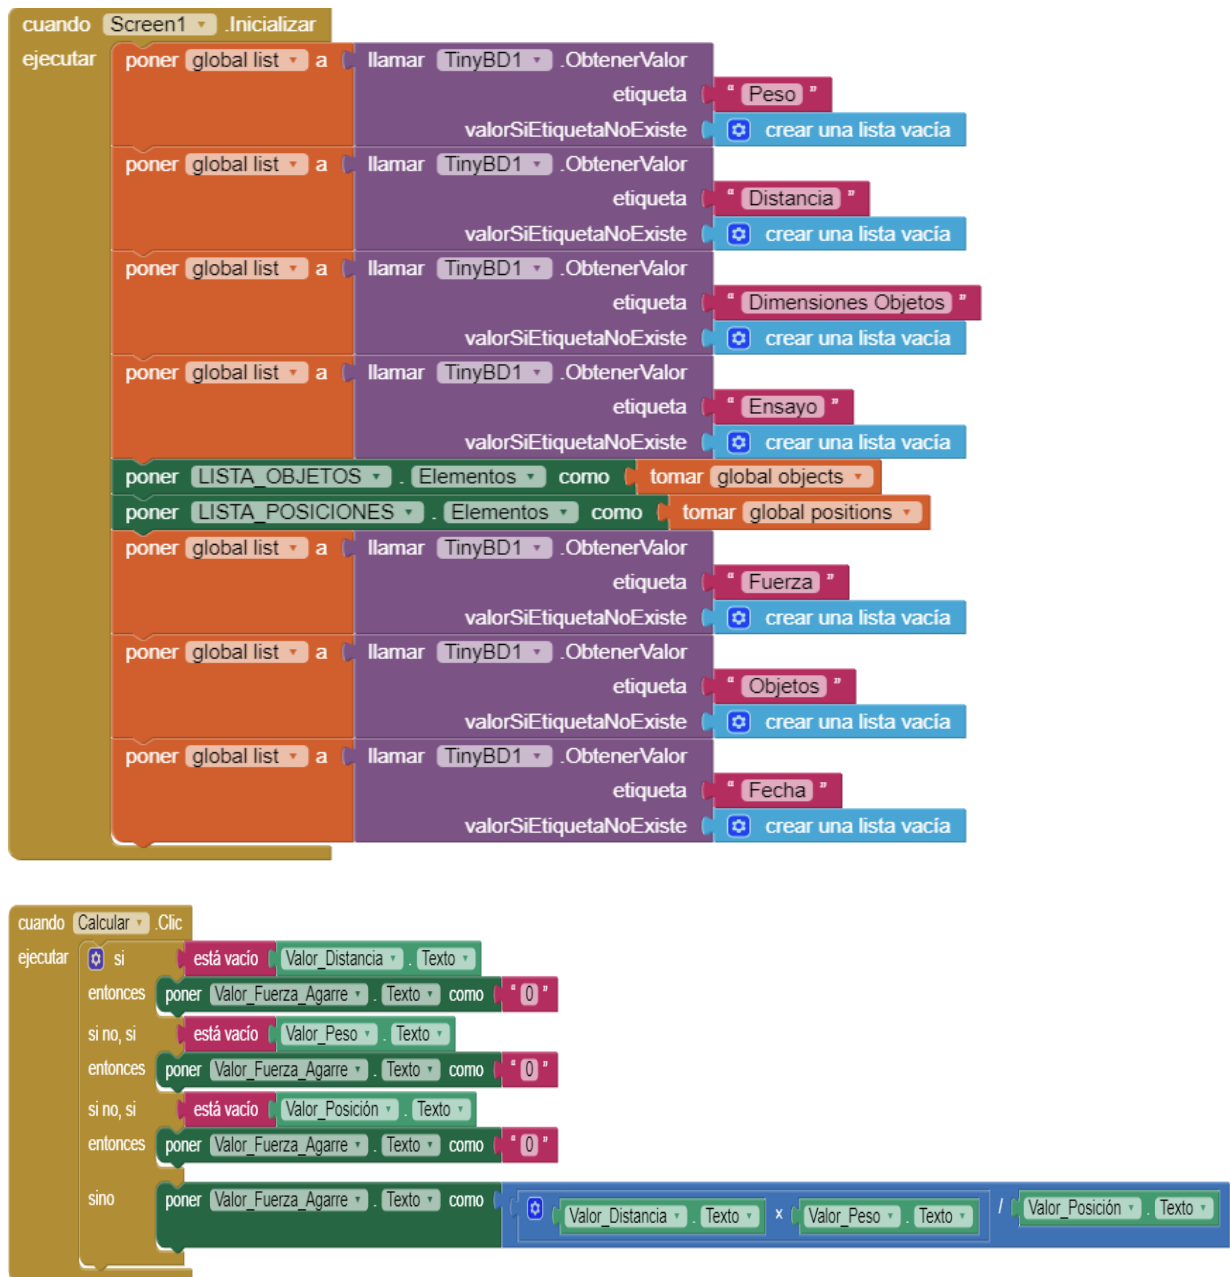 cuando Screen1 .Inicializar
ejecutar poner global list a llamar TinyBD1 .ObtenerValor
etiqueta " Peso "
valorSiEtiquetaNoExiste crear una lista vacía
poner global list a llamar TinyBD1 .ObtenerValor
etiqueta " Distancia "
valorSiEtiquetaNoExiste crear una lista vacía
poner global list a llamar TinyBD1 .ObtenerValor
etiqueta " Dimensiones Objetos "
valorSiEtiquetaNoExiste crear una lista vacía
poner global list a llamar TinyBD1 .ObtenerValor
etiqueta " Ensayo "
valorSiEtiquetaNoExiste crear una lista vacía
poner LISTA_OBJETOS . Elementos como tomar global objects
poner LISTA_POSICIONES . Elementos como tomar global positions
poner global list a llamar TinyBD1 .ObtenerValor
etiqueta " Fuerza "
valorSiEtiquetaNoExiste crear una lista vacía
poner global list a llamar TinyBD1 .ObtenerValor
etiqueta " Objetos "
valorSiEtiquetaNoExiste crear una lista vacía
poner global list a llamar TinyBD1 .ObtenerValor
etiqueta " Fecha "
valorSiEtiquetaNoExiste crear una lista vacía
cuando Calcular .Clic
ejecutar si está vacío Valor_Distancia . Texto
entonces poner Valor_Fuerza_Agarre . Texto como " 0 "
si no, si está vacío Valor_Peso . Texto
entonces poner Valor_Fuerza_Agarre . Texto como " 0 "
si no, si está vacío Valor_Posición . Texto
entonces poner Valor_Fuerza_Agarre . Texto como " 0 "
sino poner Valor_Fuerza_Agarre . Texto como Valor_Distancia . Texto x Valor_Peso . Texto / Valor_Posición . Texto